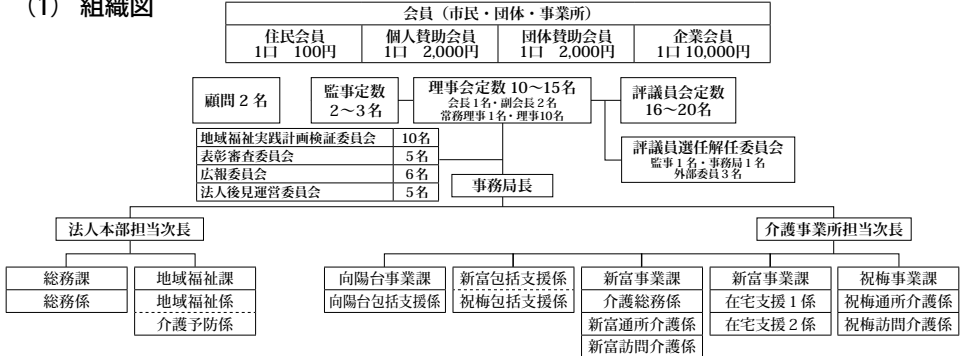 (1) 組織図
会員（市民・団体・事業所）
住民会員 個人賛助会員 団体賛助会員 企業会員
1口 100円 1口 2,000円 1口 2,000円 1口 10,000円
顧問2名
監事定数
2～3名
理事会定数 10～15名
会長1名・副会長2名
常務理事1名・理事10名
評議員会定数
16～20名
地域福祉実践計画検証委員会 10名
表彰審査委員会 5名
広報委員会 6名
法人後見運営委員会 5名
評議員選任解任委員会
監事1名・事務局1名
外部委員3名
事務局長
法人本部担当次長
介護事業所担当次長
総務課
総務係
地域福祉課
地域福祉係
介護予防係
向陽台事業課
向陽台包括支援係
新富包括支援係
祝梅包括支援係
新富事業課
介護総務係
新富通所介護係
新富訪問介護係
新富事業課
在宅支援1係
在宅支援2係
祝梅事業課
祝梅通所介護係
祝梅訪問介護係